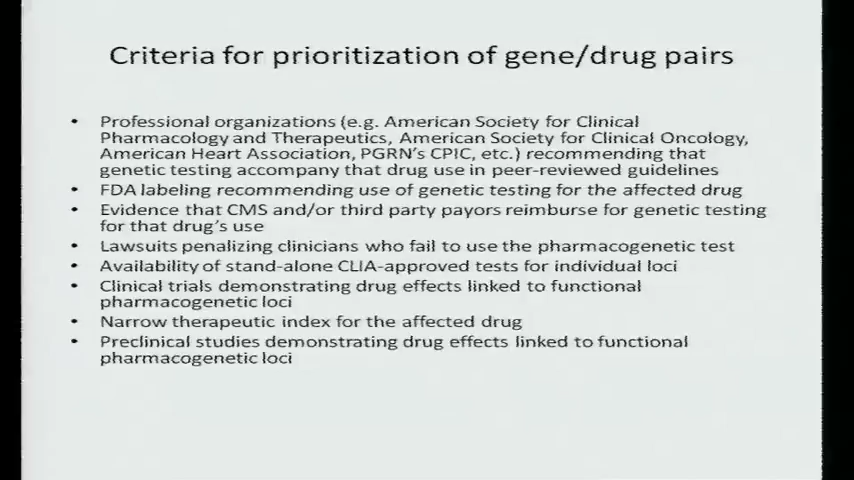 Criteria for prioritization of gene/drug pairs
• Professional organizations (e.g. American Society for Clinical
Pharmacology and Therapeutics, American Society for Clinical Oncology,
American Heart Association, PGRN's CPIC, etc.) recommending that
genetic testing accompany that drug use in peer-reviewed guidelines
• FDA labeling recommending use of genetic testing for the affected drug
• Evidence that CMS and/or third party payors reimburse for genetic testing
for that drug's use
• Lawsuits penalizing clinicians who fail to use the pharmacogenetic test
• Availability of stand-alone CLIA-approved tests for individual loci
• Clinical trials demonstrating drug effects linked to functional
pharmacogenetic loci
• Narrow therapeutic index for the affected drug
• Preclinical studies demonstrating drug effects linked to functional
pharmacogenetic loci